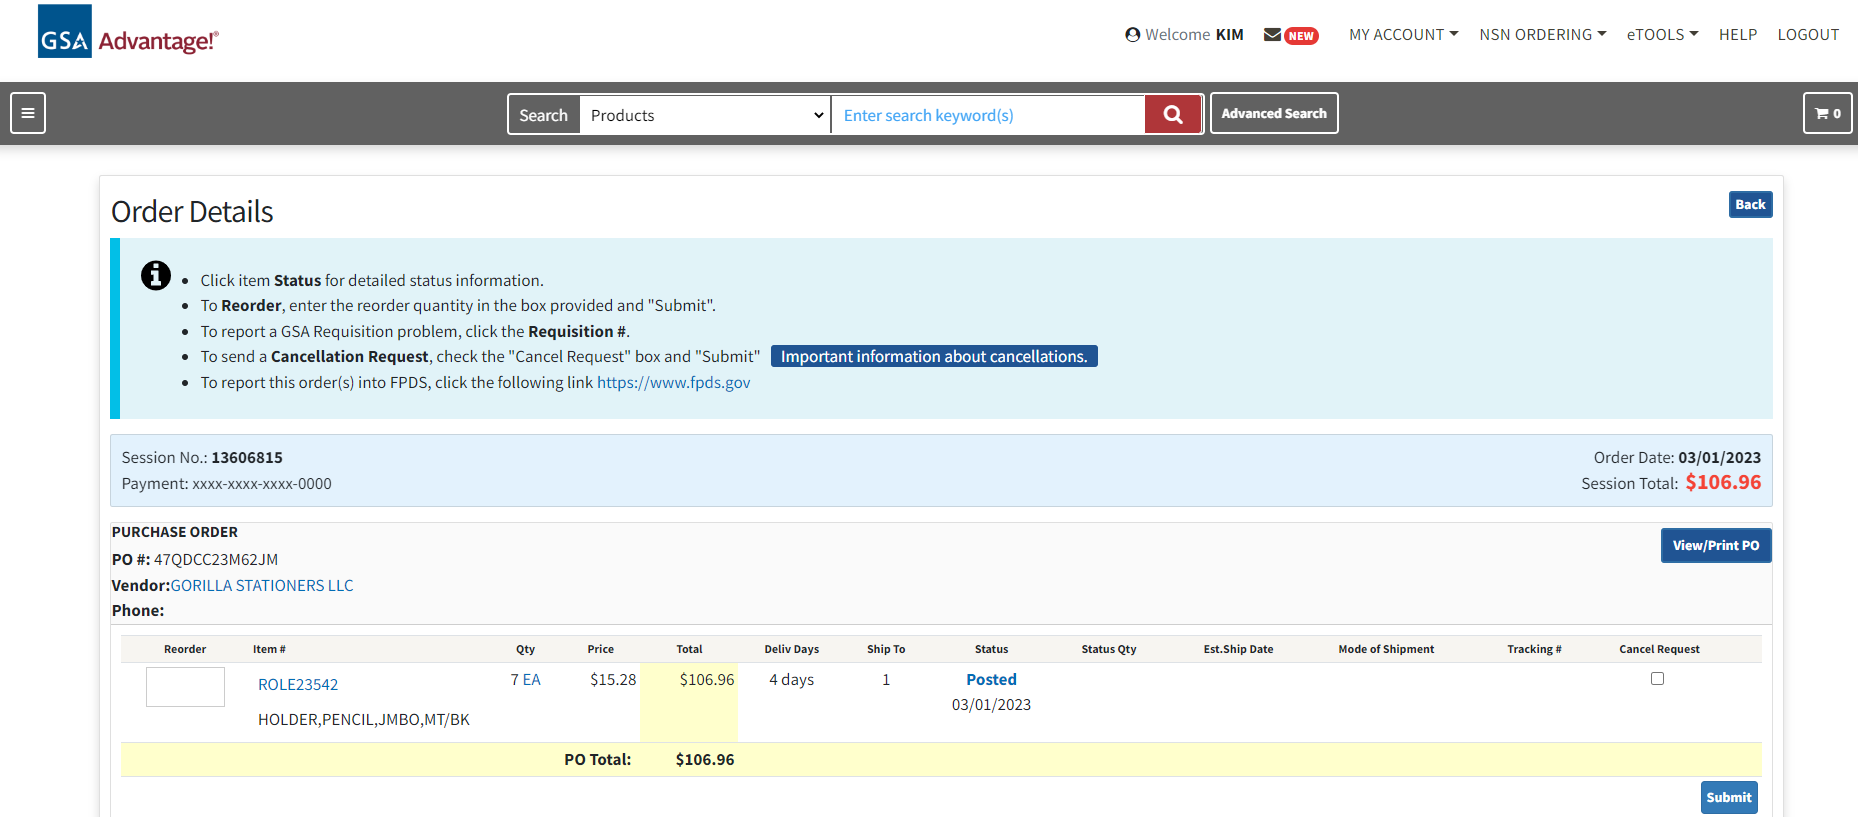 GSA Advantage!®
Welcome KIM NEW MY ACCOUNT NSN ORDERING eTOOLS HELP LOGOUT
Search Products Enter search keyword(s) Advanced Search 0
Order Details
Back
Click item Status for detailed status information.
To Reorder, enter the reorder quantity in the box provided and "Submit".
To report a GSA Requisition problem, click the Requisition #.
To send a Cancellation Request, check the "Cancel Request" box and "Submit" Important information about cancellations.
To report this order(s) into FPDS, click the following link https://www.fpds.gov
Session No.: 13606815 Order Date: 03/01/2023
Payment: xxxx-xxxx-xxxx-0000 Session Total: $106.96
PURCHASE ORDER
View/Print PO
PO #: 47QDCC23M62JM
Vendor:GORILLA STATIONERS LLC
Phone:
Reorder Item # Qty Price Total Deliv Days Ship To Status Status Qty Est.Ship Date Mode of Shipment Tracking # Cancel Request
ROLE23542 7 EA $15.28 $106.96 4 days 1 Posted
03/01/2023
HOLDER,PENCIL,JMBO,MT/BK
PO Total: $106.96
Submit